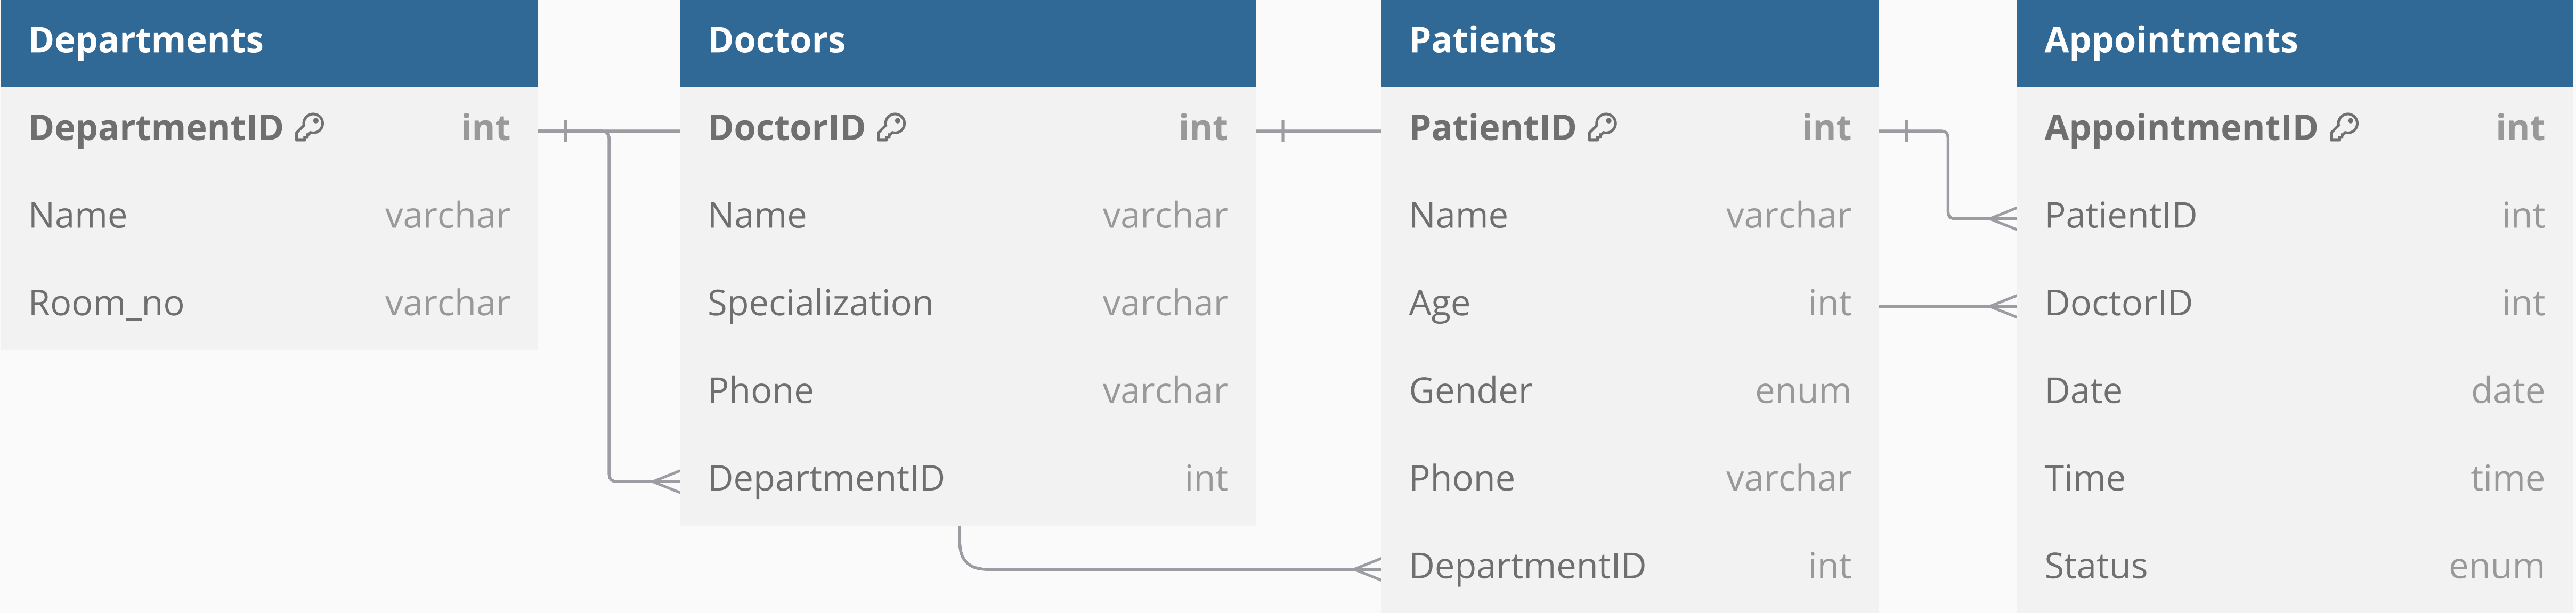 Departments
DepartmentID int
Name varchar
Room_no varchar
Doctors
DoctorID int
Name varchar
Specialization varchar
Phone varchar
DepartmentID int
Patients
PatientID int
Name varchar
Age int
Gender enum
Phone varchar
DepartmentID int
Appointments
AppointmentID int
PatientID int
DoctorID int
Date date
Time time
Status enum